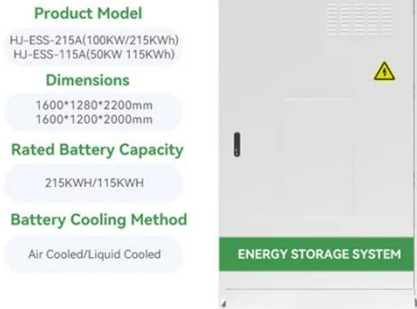 Product Model
HJ-ESS-215A(100KW/215KWh)
HJ-ESS-115A(50KW 115KWh)
Dimensions
1600*1280*2200mm
1600*1200*2000mm
Rated Battery Capacity
215KWH/115KWH
Battery Cooling Method
Air Cooled/Liquid Cooled
ENERGY STORAGE SYSTEM